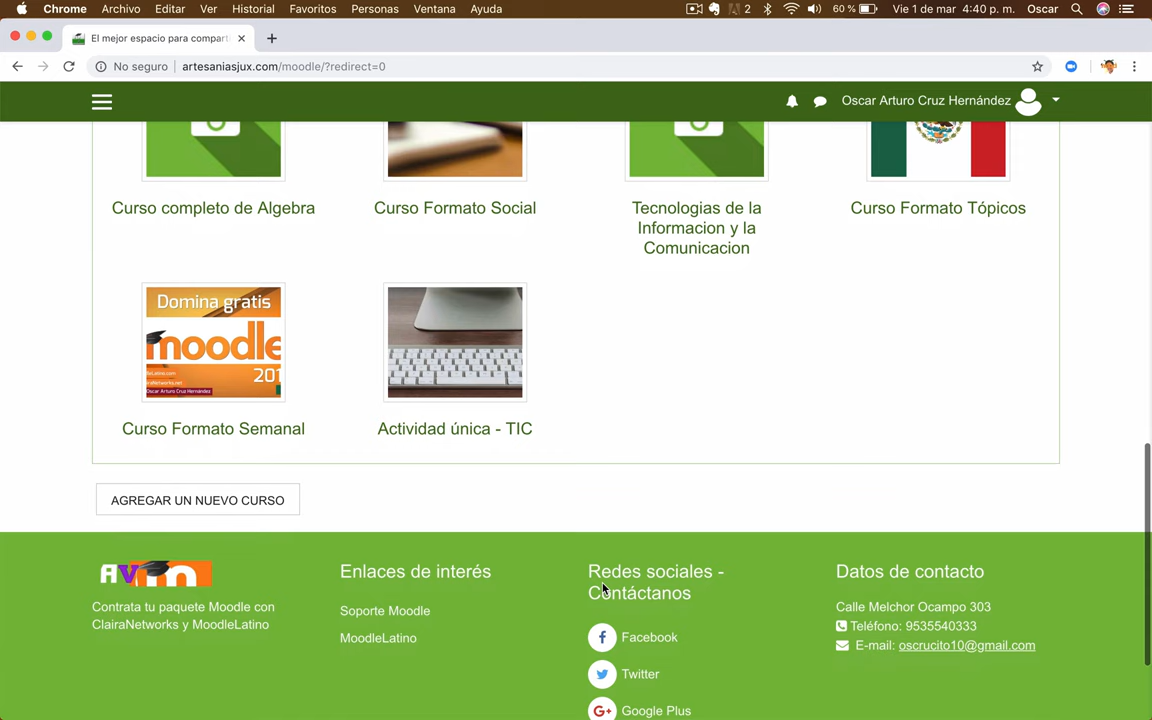 Chrome Archivo Editar Ver Historial Favoritos Personas Ventana Ayuda 2 60 % Vie 1 de mar 4:40 p. m. Oscar
El mejor espacio para compart
No seguro artesaniasjux.com/moodle/?redirect=0
Oscar Arturo Cruz Hernández
Curso completo de Algebra
Curso Formato Social
Tecnologias de la
Informacion y la
Comunicacion
Curso Formato Tópicos
Domina gratis
moodle
201
Oscar Arturo Cruz Hernández
Curso Formato Semanal
Actividad única - TIC
AGREGAR UN NUEVO CURSO
Contrata tu paquete Moodle con
ClairaNetworks y MoodleLatino
Enlaces de interés
Soporte Moodle
MoodleLatino
Redes sociales -
Contáctanos
Facebook
Twitter
G+ Google Plus
Datos de contacto
Calle Melchor Ocampo 303
Teléfono: 9535540333
E-mail: oscrucito10@gmail.com